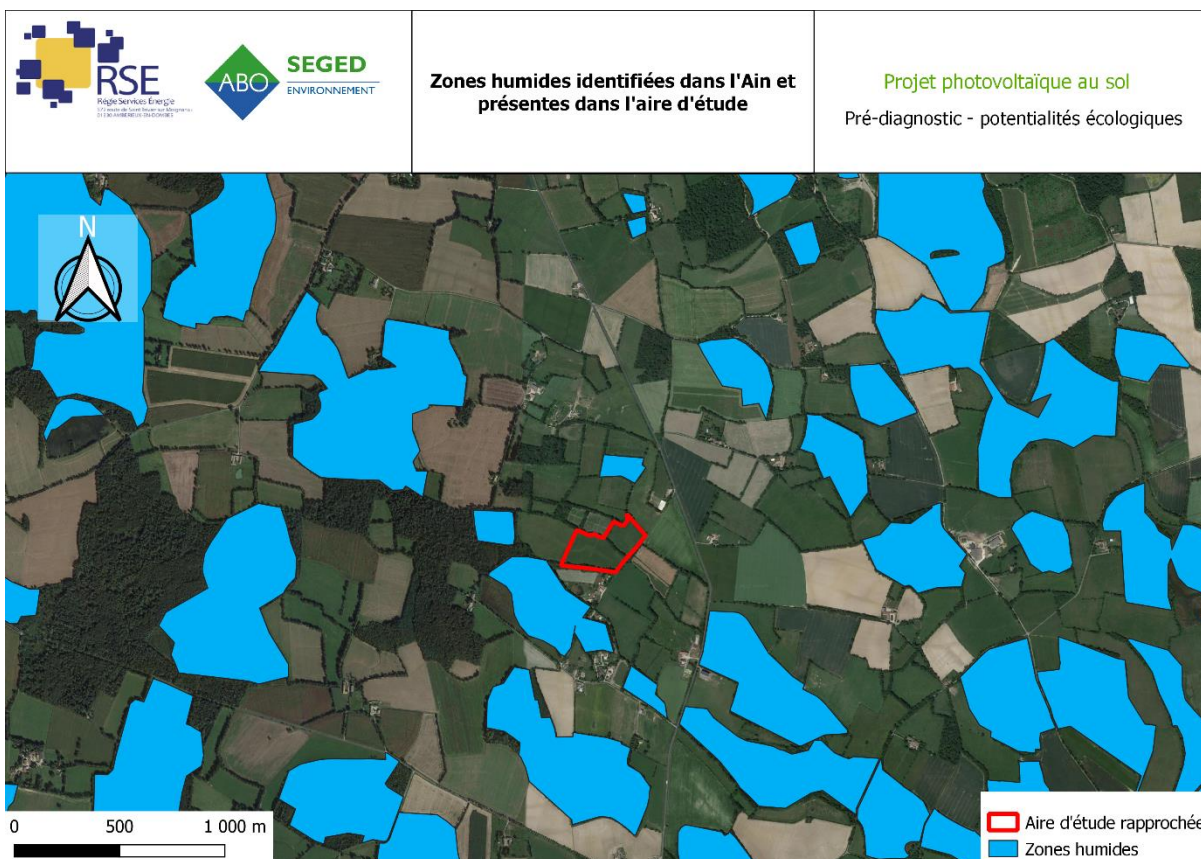 RSE
Régie Services Énergie
ABO
SEGED
ENVIRONNEMENT
Zones humides identifiées dans l'Ain et
présentes dans l'aire d'étude
Projet photovoltaïque au sol
Pré-diagnostic - potentialités écologiques
N
0 500 1 000 m
Aire d'étude rapprochée
Zones humides